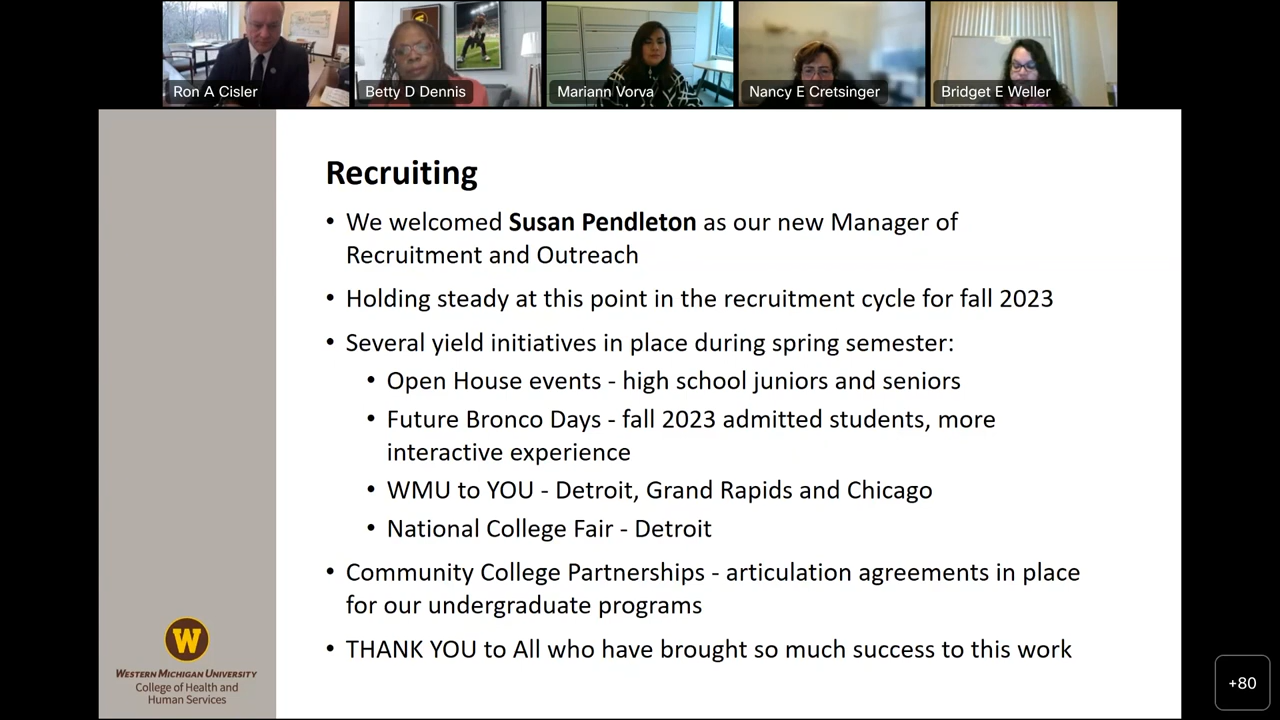 Ron A Cisler
Betty D Dennis
Mariann Vorva
Nancy E Cretsinger
Bridget E Weller
Recruiting
• We welcomed Susan Pendleton as our new Manager of
Recruitment and Outreach
• Holding steady at this point in the recruitment cycle for fall 2023
• Several yield initiatives in place during spring semester:
• Open House events - high school juniors and seniors
• Future Bronco Days - fall 2023 admitted students, more
interactive experience
• WMU to YOU - Detroit, Grand Rapids and Chicago
• National College Fair - Detroit
• Community College Partnerships - articulation agreements in place
for our undergraduate programs
• THANK YOU to All who have brought so much success to this work
W
WESTERN MICHIGAN UNIVERSITY
College of Health and
Human Services
+80